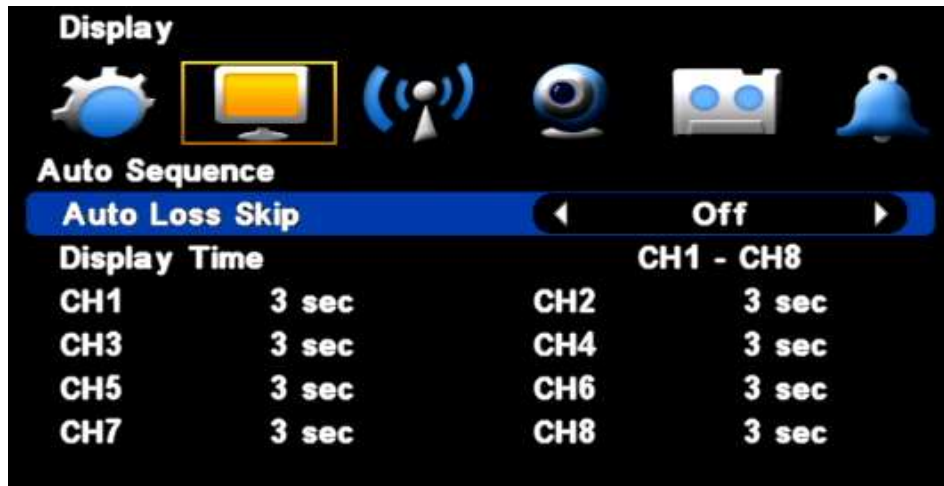 Display
Auto Sequence
Auto Loss Skip Off
Display Time CH1 - CH8
CH1 3 sec CH2 3 sec
CH3 3 sec CH4 3 sec
CH5 3 sec CH6 3 sec
CH7 3 sec CH8 3 sec